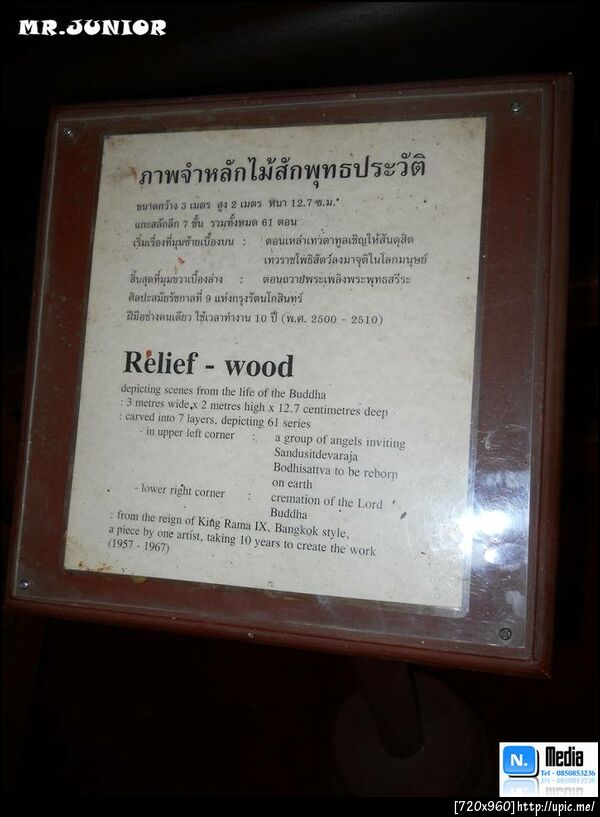 MR.JUNIOR
ภาพจำหลักไม้สักพุทธประวัติ
ขนาดกว้าง 3 เมตร สูง 2 เมตร หนา 12.7 ซ.ม.
แกะสลักลึก 7 ชั้น รวมทั้งหมด 61 ตอน
เริ่มเรื่องที่มุมซ้ายเบื้องบน : ตอนเหล่าเทวดาทูลเชิญให้สันดุสิต
เทวราชโพธิสัตว์ลงมาจุติในโลกมนุษย์
สิ้นสุดที่มุมขวาเบื้องล่าง : ตอนถวายพระเพลิงพระพุทธสรีระ
ศิลปะสมัยรัชกาลที่ 9 แห่งกรุงรัตนโกสินทร์
ฝีมือช่างคนเดียว ใช้เวลาทำงาน 10 ปี (พ.ศ. 2500 - 2510)
Relief - wood
depicting scenes from the life of the Buddha
: 3 metres wide x 2 metres high x 12.7 centimetres deep
: carved into 7 layers, depicting 61 series
- in upper left corner : a group of angels inviting
Sandusitdevaraja
Bodhisattva to be reborn
on earth
- lower right corner : cremation of the Lord
Buddha
: from the reign of King Rama IX, Bangkok style,
a piece by one artist, taking 10 years to create the work
(1957 - 1967)
N. Media
Tel - 0850853236
[720x960]http://upic.me/